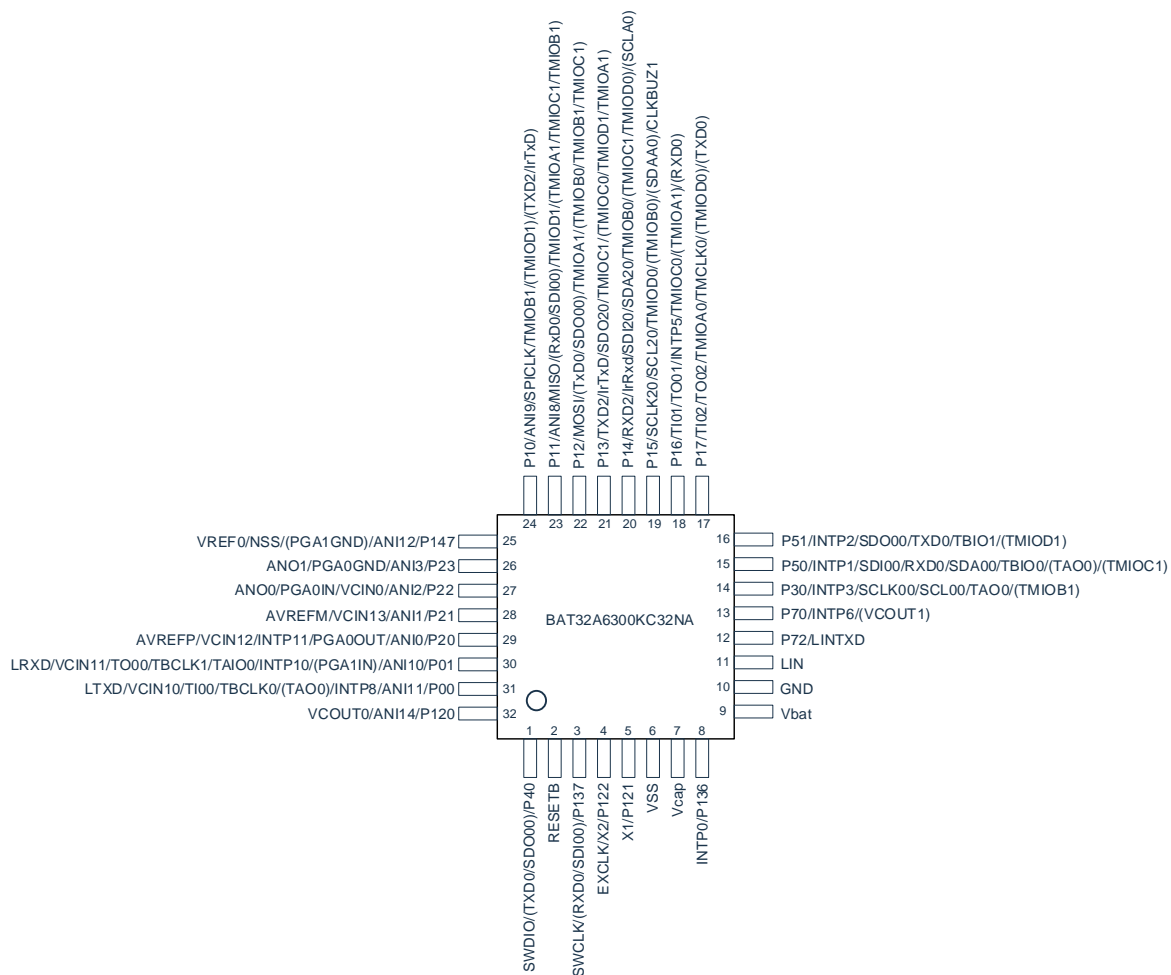 P10/ANI9/SPICLK/TMIOB1/(TMIOD1)/(TXD2/IrTxD)
P11/ANI8/MISO/(RxD0/SDI00)/TMIOD1/(TMIOA1/TMIOC1/TMIOB1)
P12/MOSI/(TxD0/SDO00)/TMIOA1/(TMIOB0/TMIOB1/TMIOC1)
P13/TXD2/IrTxD/SDO20/TMIOC1/(TMIOC0/TMIOD1/TMIOA1)
P14/RXD2/IrRxd/SDI20/SDA20/TMIOB0/(TMIOC1/TMIOD0)/(SCLA0)
P15/SCLK20/SCL20/TMIOD0/(TMIOB0)/(SDAA0)/CLKBUZ1
P16/TI01/TO01/INTP5/TMIOC0/(TMIOA1)/(RXD0)
P17/TI02/TO02/TMIOA0/TMCLK0/(TMIOD0)/(TXD0)
24 23 22 21 20 19 18 17
VREF0/NSS/(PGA1GND)/ANI12/P147 25
ANO1/PGA0GND/ANI3/P23 26
ANO0/PGA0IN/VCIN0/ANI2/P22 27
AVREFM/VCIN13/ANI1/P21 28
AVREFP/VCIN12/INTP11/PGA0OUT/ANI0/P20 29
LRXD/VCIN11/TO00/TBCLK1/TAIO0/INTP10/(PGA1IN)/ANI10/P01 30
LTXD/VCIN10/TI00/TBCLK0/(TAO0)/INTP8/ANI11/P00 31
VCOUT0/ANI14/P120 32
BAT32A6300KC32NA
16 P51/INTP2/SDO00/TXD0/TBIO1/(TMIOD1)
15 P50/INTP1/SDI00/RXD0/SDA00/TBIO0/(TAO0)/(TMIOC1)
14 P30/INTP3/SCLK00/SCL00/TAO0/(TMIOB1)
13 P70/INTP6/(VCOUT1)
12 P72/LINTXD
11 LIN
10 GND
9 Vbat
1 2 3 4 5 6 7 8
SWDIO/(TXD0/SDO00)/P40
RESETB
SWCLK/(RXD0/SDI00)/P137
EXCLK/X2/P122
X1/P121
VSS
Vcap
INTP0/P136